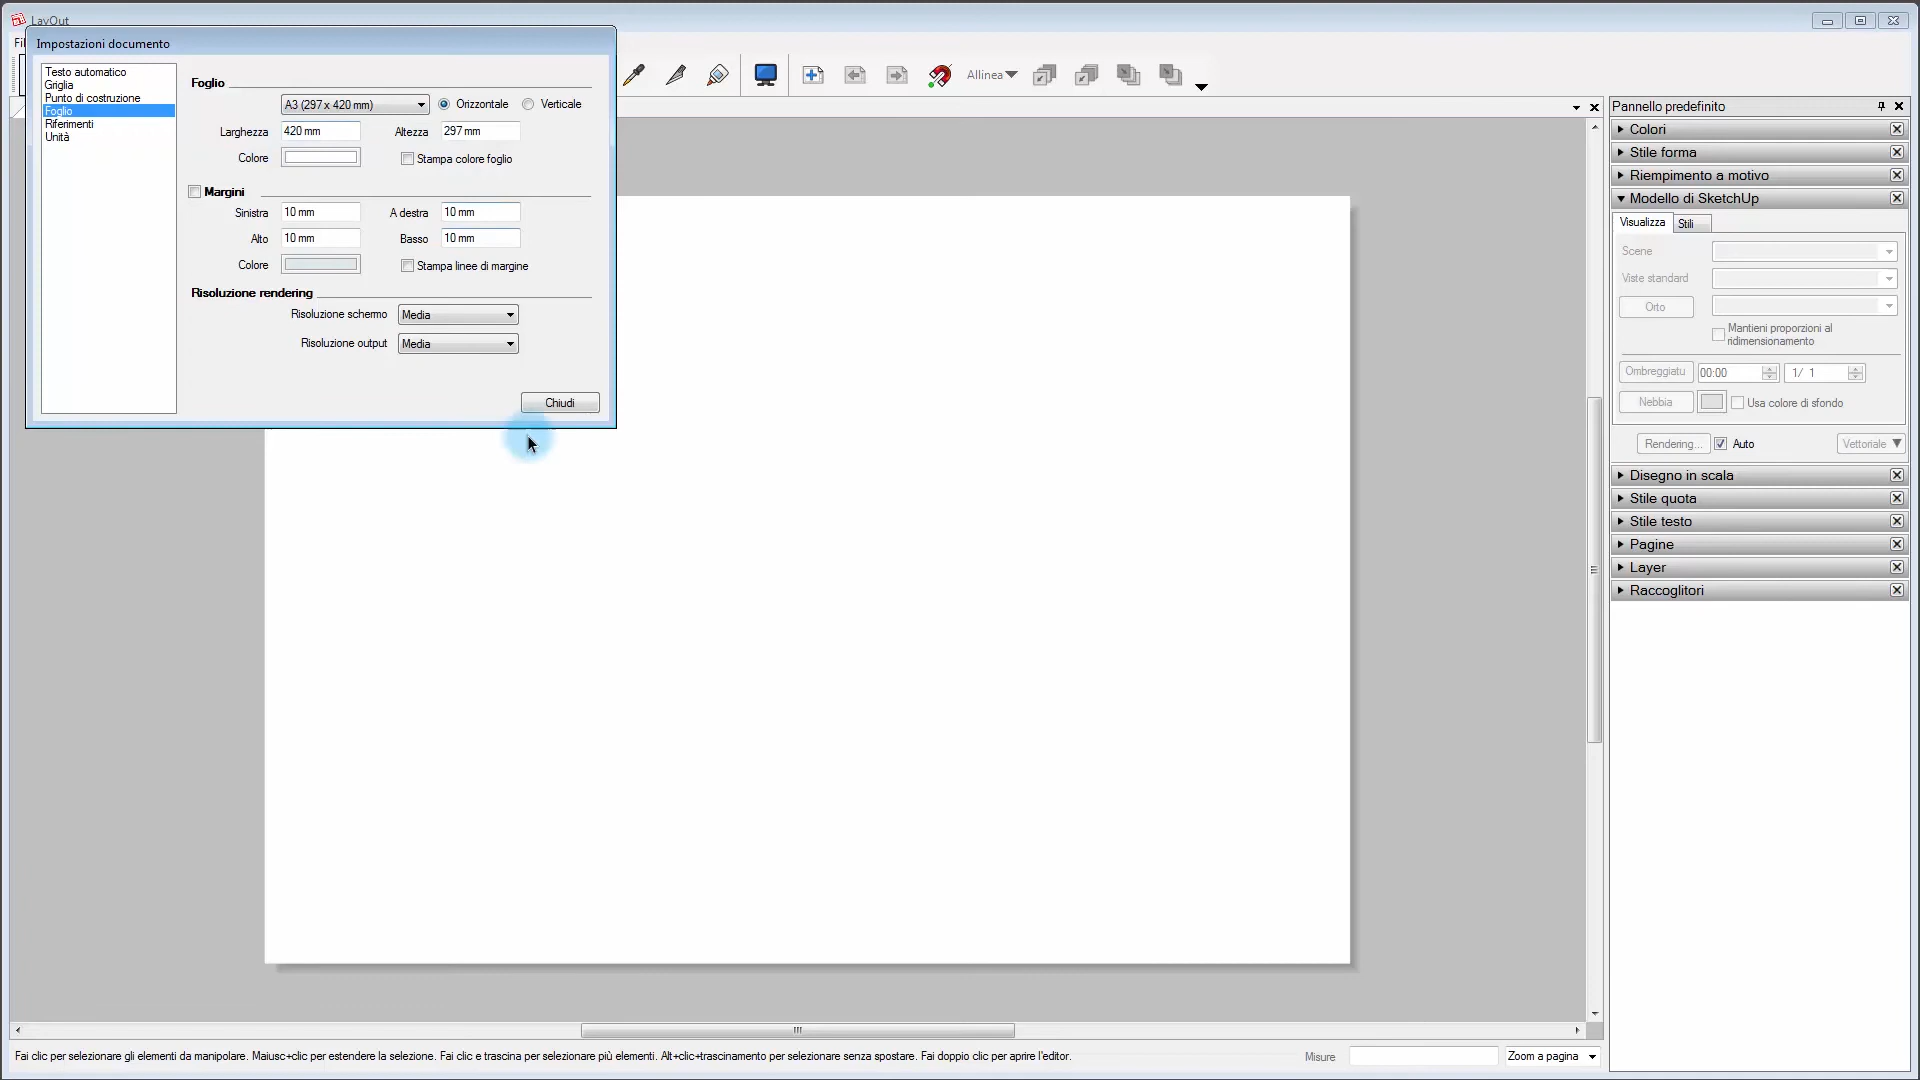 LayOut
Impostazioni documento
Allinea
Testo automatico
Griglia
Punto di costruzione
Foglio
Riferimenti
Unità
Foglio
A3 (297 x 420 mm)
Orizzontale
Verticale
Larghezza
420 mm
Altezza
297 mm
Colore
Stampa colore foglio
Margini
Sinistra
10 mm
A destra
10 mm
Alto
10 mm
Basso
10 mm
Colore
Stampa linee di margine
Risoluzione rendering
Risoluzione schermo
Media
Risoluzione output
Media
Chiudi
Pannello predefinito
Colori
Stile forma
Riempimento a motivo
Modello di SketchUp
Visualizza
Stili
Scene
Viste standard
Orto
Mantieni proporzioni al
ridimensionamento
Ombreggiatu
00:00
1/ 1
Nebbia
Usa colore di sfondo
Rendering...
Auto
Vettoriale
Disegno in scala
Stile quota
Stile testo
Pagine
Layer
Raccoglitori
Fai clic per selezionare gli elementi da manipolare. Maiusc+clic per estendere la selezione. Fai clic e trascina per selezionare più elementi. Alt+clic+trascinamento per selezionare senza spostare. Fai doppio clic per aprire l'editor.
Misure
Zoom a pagina